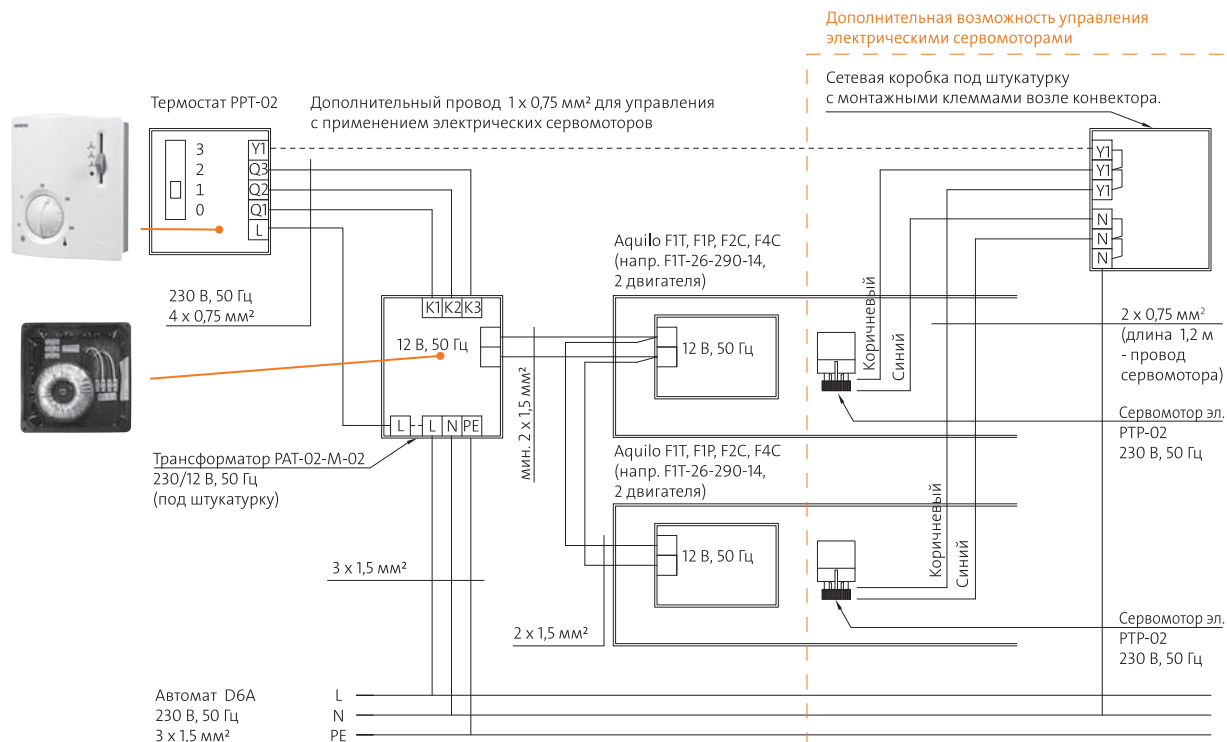 Дополнительная возможность управления
электрическими сервомоторами
Сетевая коробка под штукатурку
с монтажными клеммами возле конвектора.
Термостат РРТ-02
Дополнительный провод 1 x 0,75 мм² для управления
с применением электрических сервомоторов
3
2
1
0
Y1
Q3
Q2
Q1
L
Y1
Y1
Y1
N
N
N
230 В, 50 Гц
4 x 0,75 мм²
K1 K2 K3
12 В, 50 Гц
L L N PE
Трансформатор PAT-02-M-02
230/12 В, 50 Гц
(под штукатурку)
мин. 2 x 1,5 мм²
Aquilo F1T, F1P, F2C, F4C
(напр. F1T-26-290-14,
2 двигателя)
12 В, 50 Гц
Коричневый
Синий
2 x 0,75 мм²
(длина 1,2 м
- провод
сервомотора)
Сервомотор эл.
РТР-02
230 В, 50 Гц
Aquilo F1T, F1P, F2C, F4C
(напр. F1T-26-290-14,
2 двигателя)
12 В, 50 Гц
Коричневый
Синий
3 x 1,5 мм²
2 x 1,5 мм²
Сервомотор эл.
РТР-02
230 В, 50 Гц
Автомат D6A
230 В, 50 Гц
3 x 1,5 мм²
L
N
PE